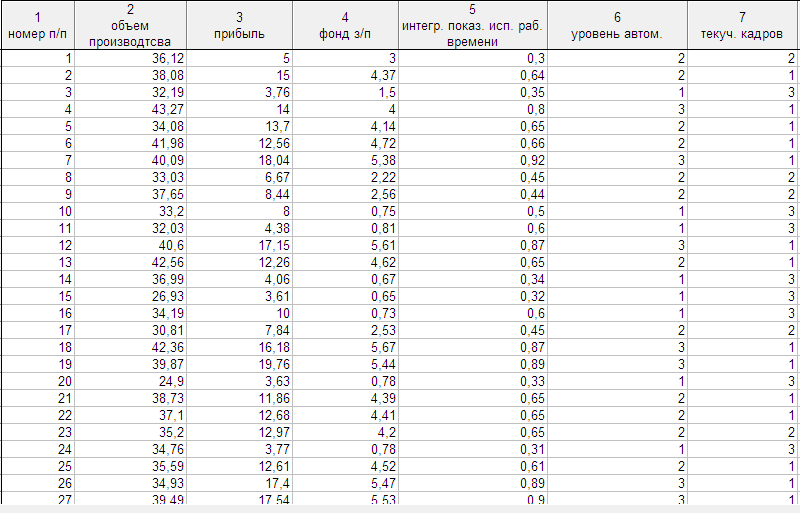 1 2 3 4 5 6 7
номер п/п объем производтсва прибыль фонд з/п интегр. показ. исп. раб. времени уровень автом. текуч. кадров
1 36,12 5 3 0,3 2 2
2 38,08 15 4,37 0,64 2 1
3 32,19 3,76 1,5 0,35 1 3
4 43,27 14 4 0,8 3 1
5 34,08 13,7 4,14 0,65 2 1
6 41,98 12,56 4,72 0,66 2 1
7 40,09 18,04 5,38 0,92 3 1
8 33,03 6,67 2,22 0,45 2 2
9 37,65 8,44 2,56 0,44 2 2
10 33,2 8 0,75 0,5 1 3
11 32,03 4,38 0,81 0,6 1 3
12 40,6 17,15 5,61 0,87 3 1
13 42,56 12,26 4,62 0,65 2 1
14 36,99 4,06 0,67 0,34 1 3
15 26,93 3,61 0,65 0,32 1 3
16 34,19 10 0,73 0,6 1 3
17 30,81 7,84 2,53 0,45 2 2
18 42,36 16,18 5,67 0,87 3 1
19 39,87 19,76 5,44 0,89 3 1
20 24,9 3,63 0,78 0,33 1 3
21 38,73 11,86 4,39 0,65 2 1
22 37,1 12,68 4,41 0,65 2 1
23 35,2 12,97 4,2 0,65 2 2
24 34,76 3,77 0,78 0,31 1 3
25 35,59 12,61 4,52 0,61 2 1
26 34,93 17,4 5,47 0,89 3 1
27 39,49 17,54 5,53 0,9 3 1